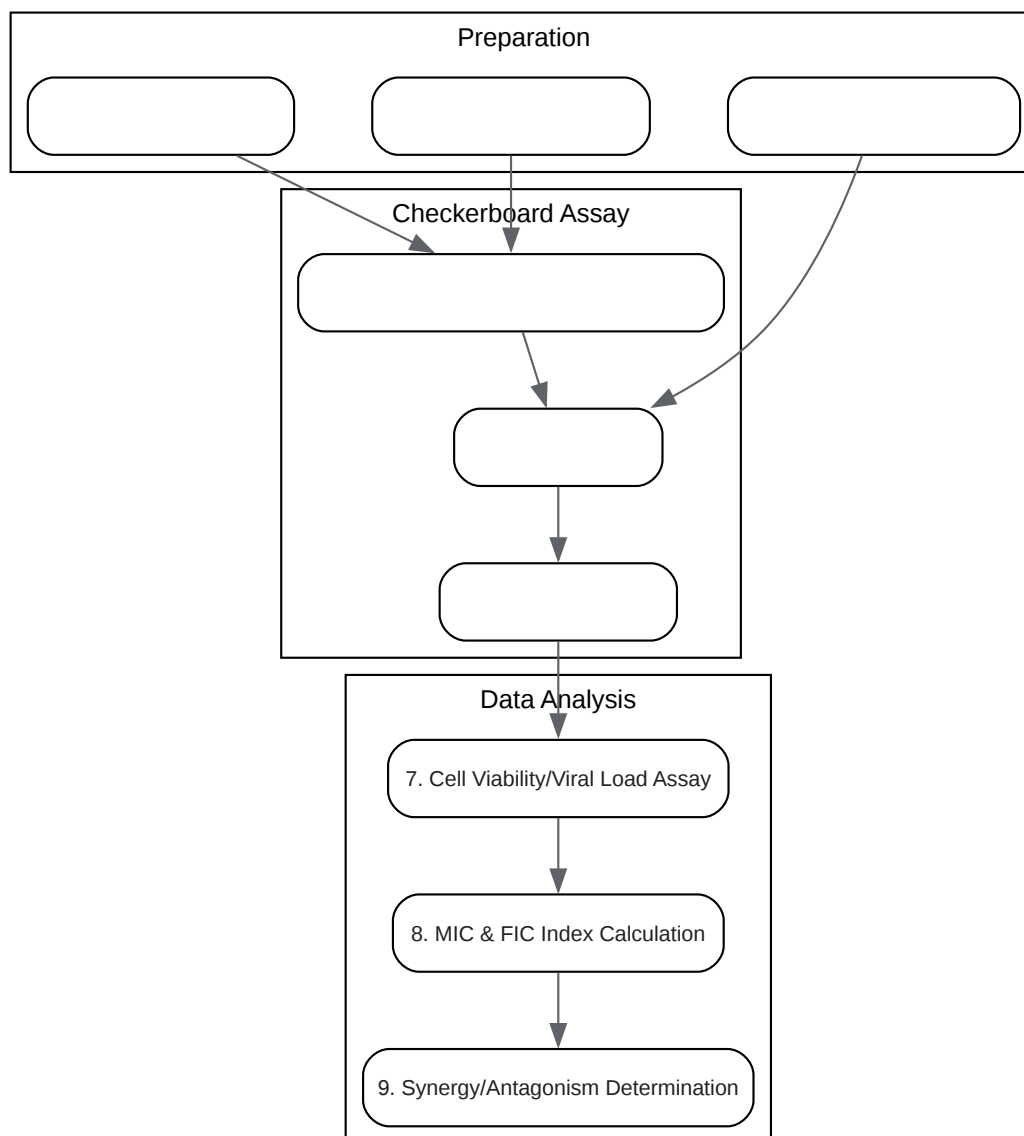 Preparation
Checkerboard Assay
Data Analysis
7. Cell Viability/Viral Load Assay
8. MIC & FIC Index Calculation
9. Synergy/Antagonism Determination